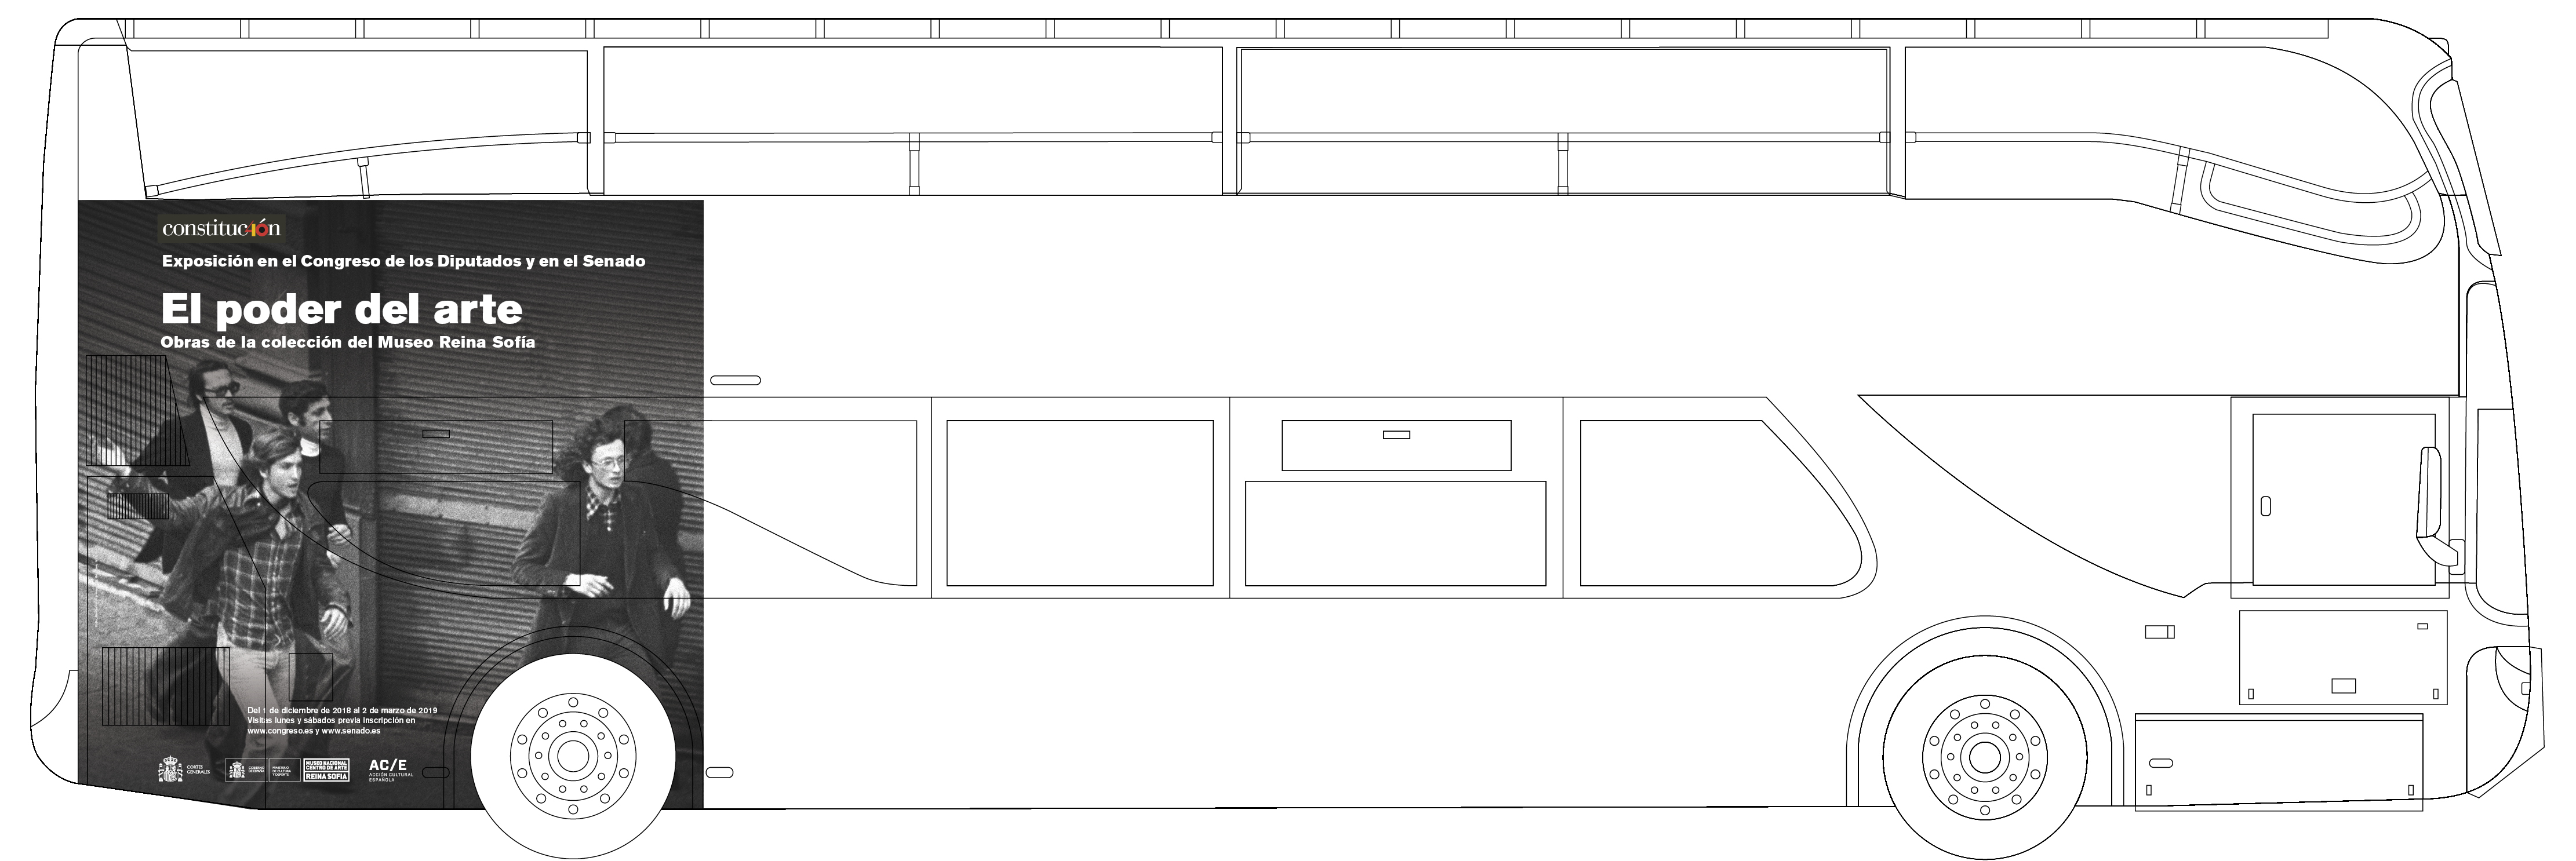 constitución
Exposición en el Congreso de los Diputados y en el Senado
El poder del arte
Obras de la colección del Museo Reina Sofía
Del 1 de diciembre de 2018 al 2 de marzo de 2019
Visitas lunes y sábados previa inscripción en
www.congreso.es y www.senado.es
CORTES
GENERALES
GOBIERNO
DE ESPAÑA
MINISTERIO
DE CULTURA
Y DEPORTE
MUSEO NACIONAL
CENTRO DE ARTE
REINA SOFIA
AC/E
ACCIÓN CULTURAL
ESPAÑOLA